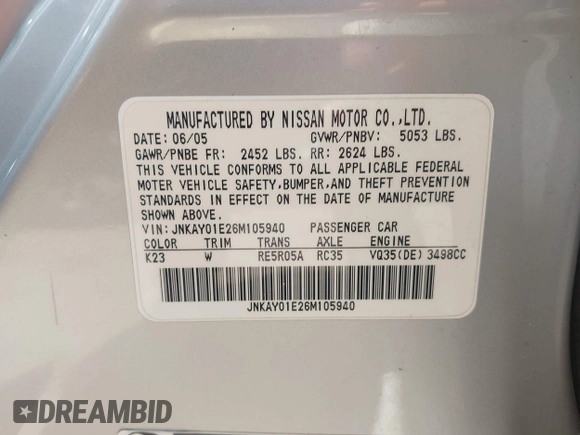 MANUFACTURED BY NISSAN MOTOR CO.,LTD.
DATE: 06/05 GVWR/PNBV: 5053 LBS.
GAWR/PNBE FR: 2452 LBS. RR: 2624 LBS.
THIS VEHICLE CONFORMS TO ALL APPLICABLE FEDERAL
MOTOR VEHICLE SAFETY,BUMPER,AND THEFT PREVENTION
STANDARDS IN EFFECT ON THE DATE OF MANUFACTURE
SHOWN ABOVE.
VIN: JNKAY01E26M105940 PASSENGER CAR
COLOR TRIM TRANS AXLE ENGINE
K23 W RE5R05A RC35 VQ35(DE) 3498CC
JNKAY01E26M105940
DREAMBID